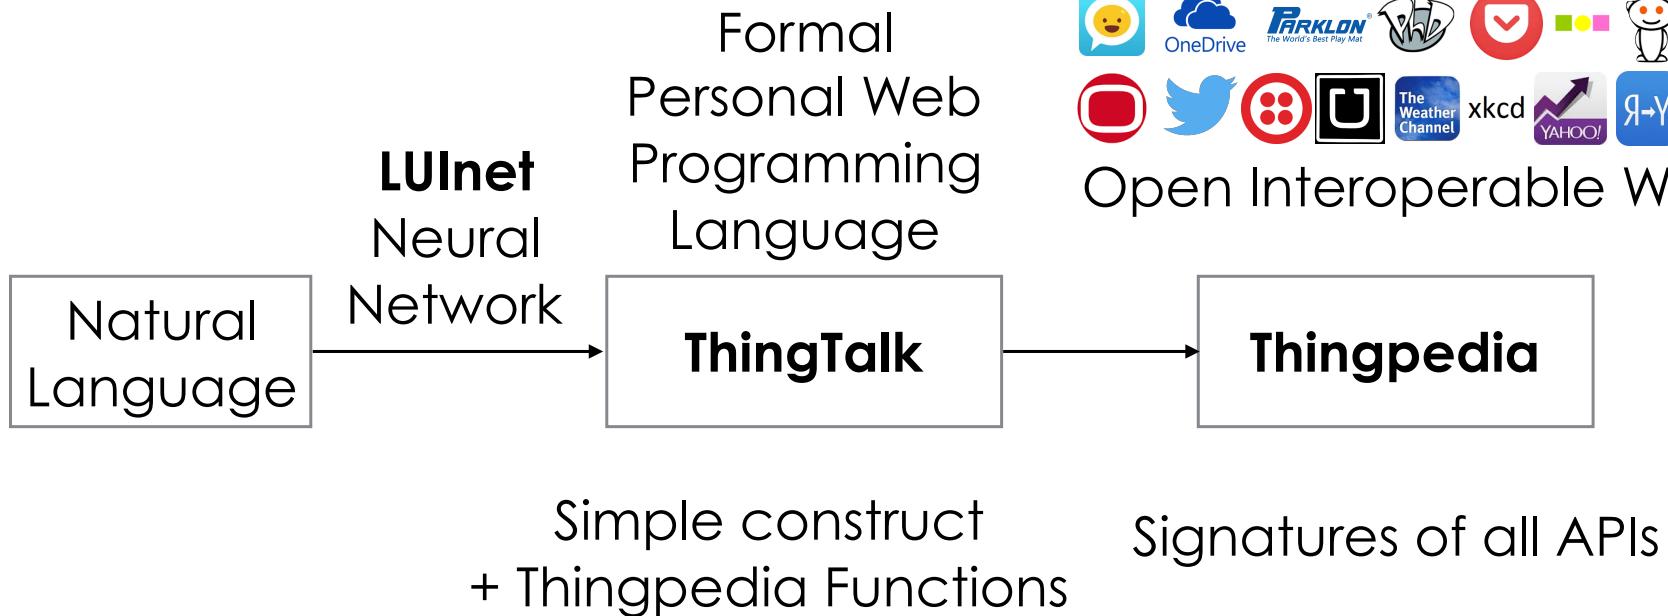 Formal
Personal Web
Programming
Language
OneDrive
PARKLON
The World's Best Play Mat
The
Weather
Channel
xkcd
YAHOO!
Я→Y
Open Interoperable W
LUInet
Neural
Network
Natural
Language
ThingTalk
Thingpedia
Simple construct
+ Thingpedia Functions
Signatures of all APIs